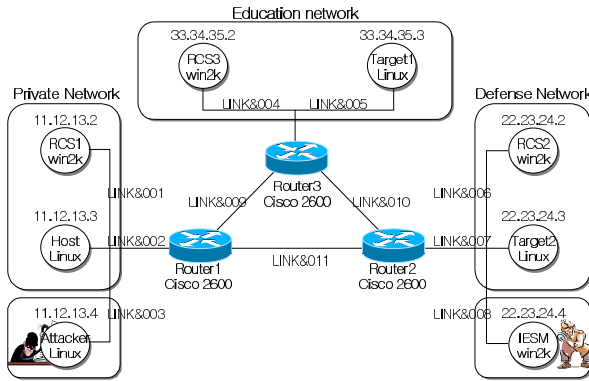 Education network
33.34.35.2
33.34.35.3
RCS3
win2k
Target1
Linux
LINK&004
LINK&005
Private Network
Defense Network
11.12.13.2
RCS1
win2k
22.23.24.2
RCS2
win2k
Router3
Cisco 2600
LINK&001
LINK&009
LINK&010
LINK&006
11.12.13.3
Host
Linux
LINK&002
22.23.24.3
Target2
Linux
LINK&007
Router1
Cisco 2600
LINK&011
Router2
Cisco 2600
11.12.13.4
Attacker
Linux
LINK&003
22.23.24.4
IESM
win2k
LINK&008